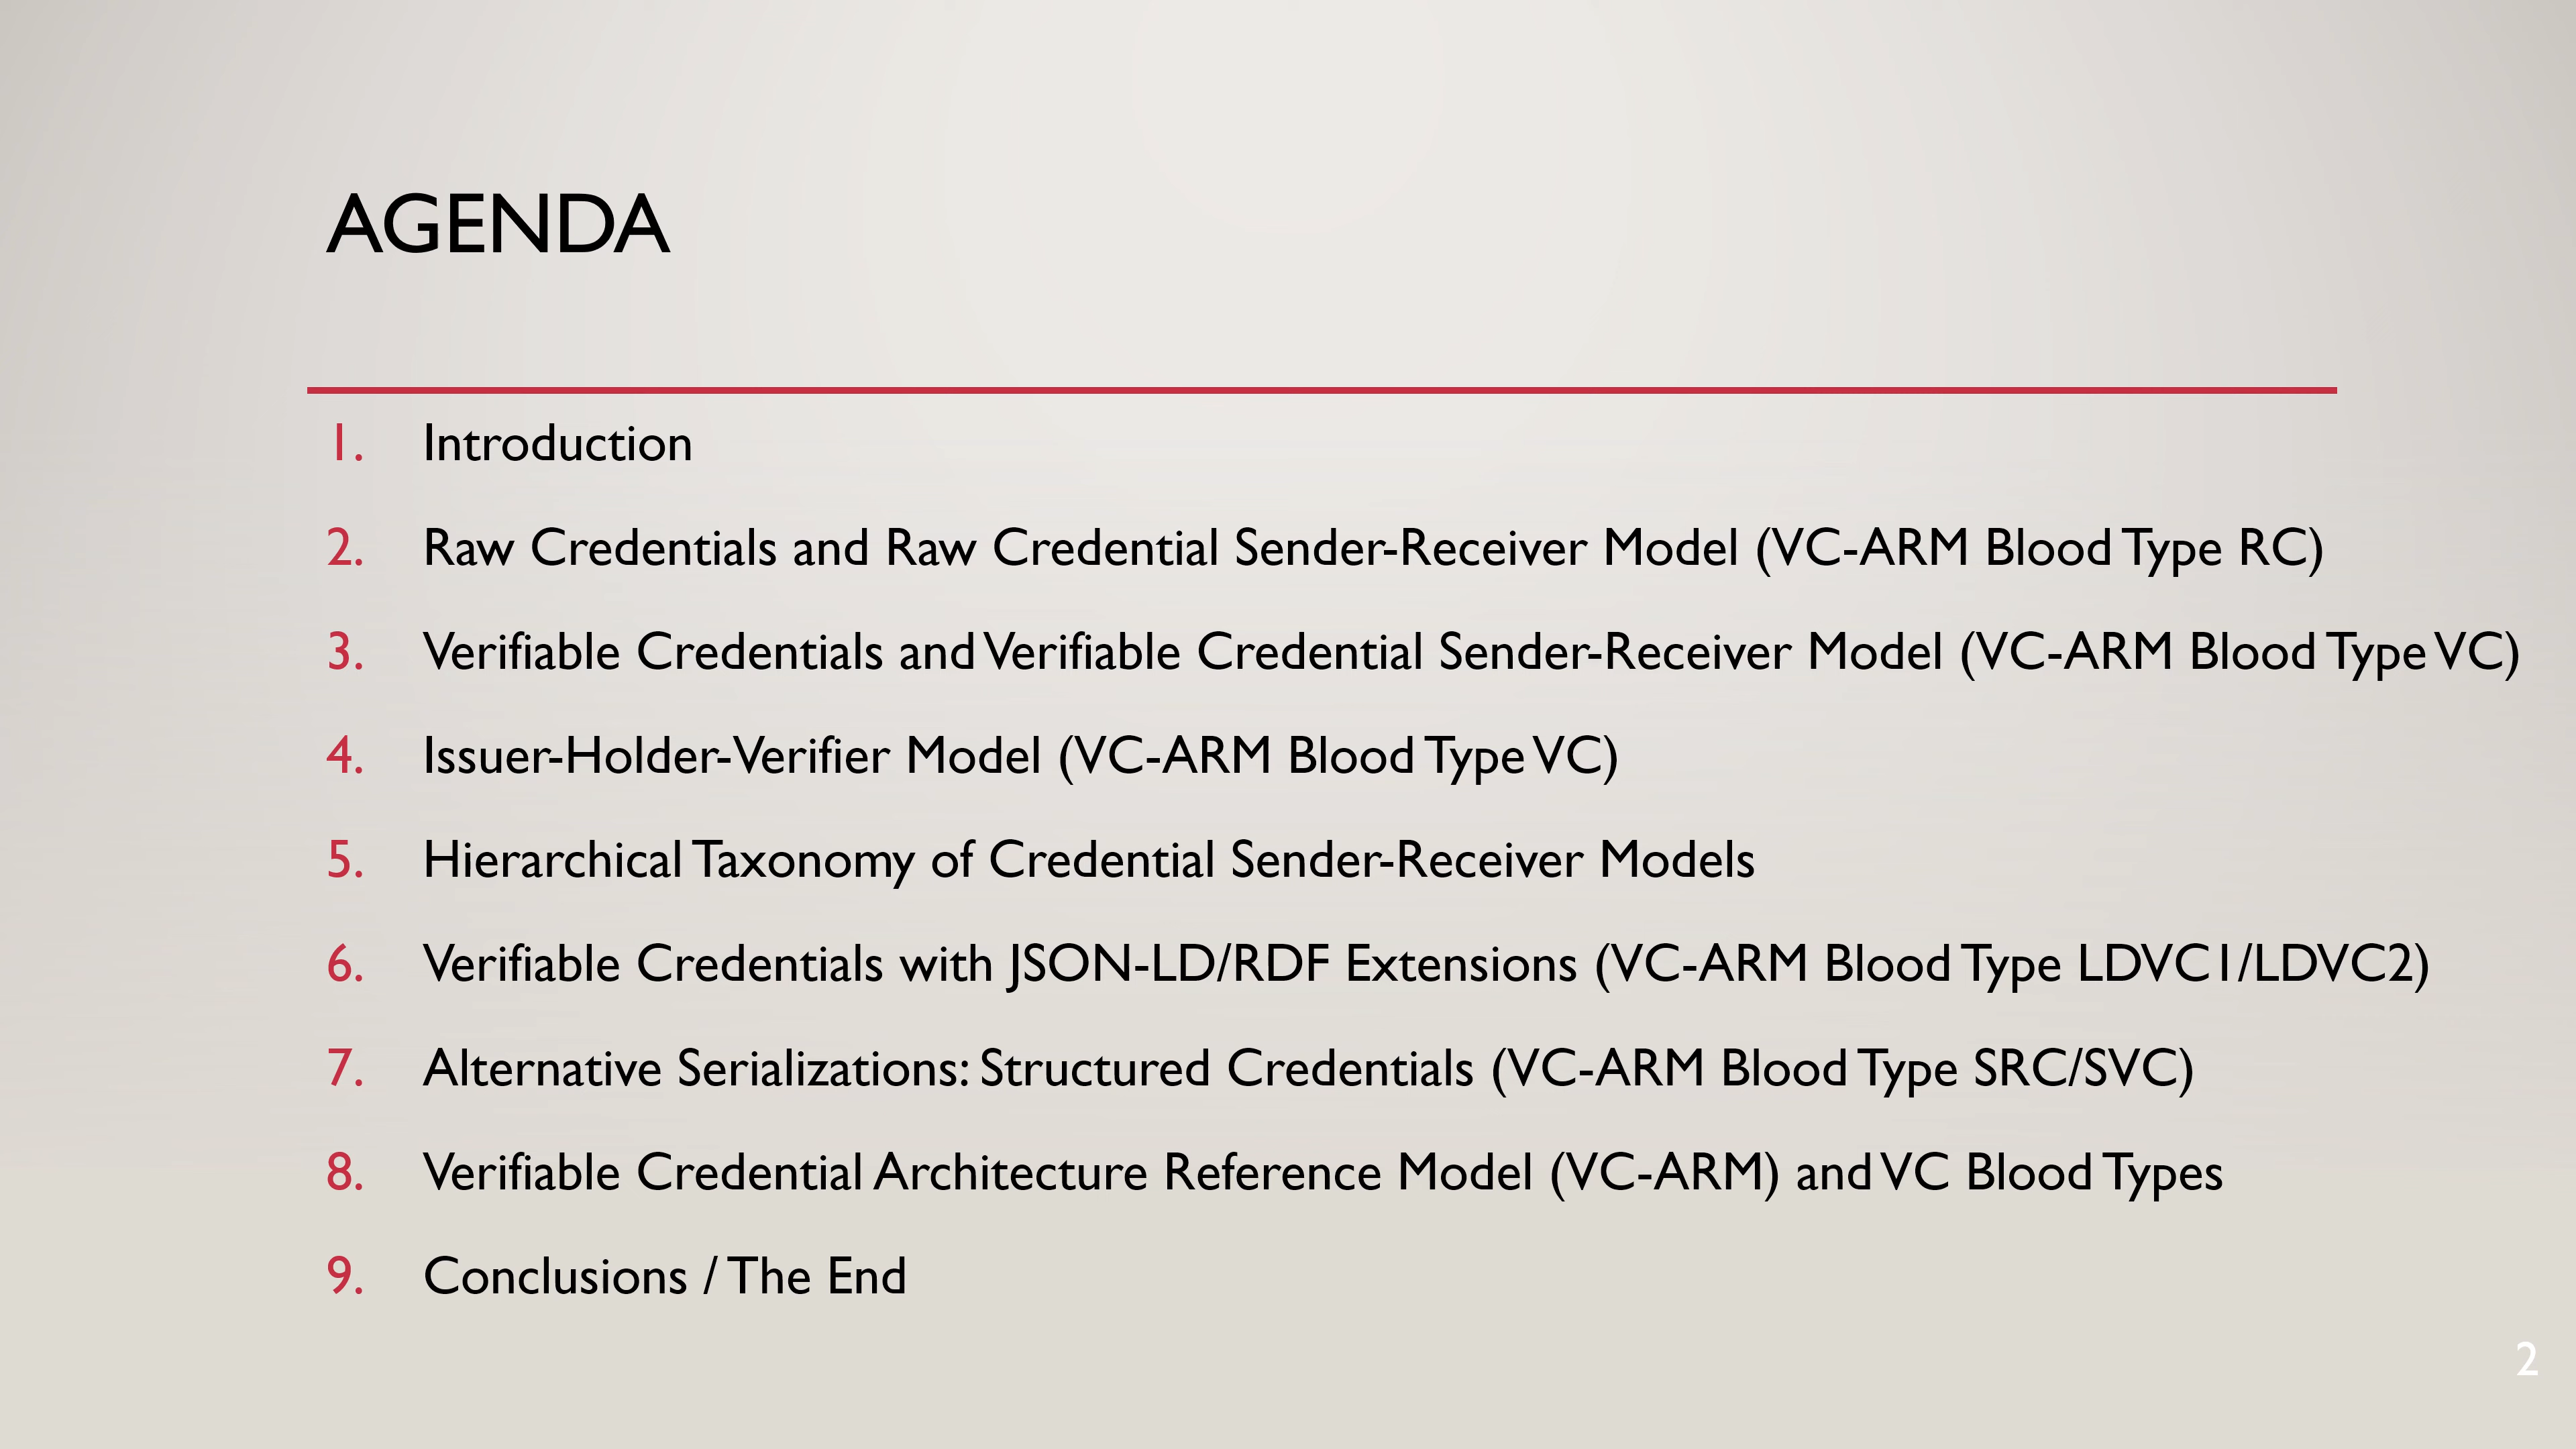 AGENDA
1. Introduction
2. Raw Credentials and Raw Credential Sender-Receiver Model (VC-ARM Blood Type RC)
3. Verifiable Credentials and Verifiable Credential Sender-Receiver Model (VC-ARM Blood Type VC)
4. Issuer-Holder-Verifier Model (VC-ARM Blood Type VC)
5. Hierarchical Taxonomy of Credential Sender-Receiver Models
6. Verifiable Credentials with JSON-LD/RDF Extensions (VC-ARM Blood Type LDVC1/LDVC2)
7. Alternative Serializations: Structured Credentials (VC-ARM Blood Type SRC/SVC)
8. Verifiable Credential Architecture Reference Model (VC-ARM) and VC Blood Types
9. Conclusions / The End
2